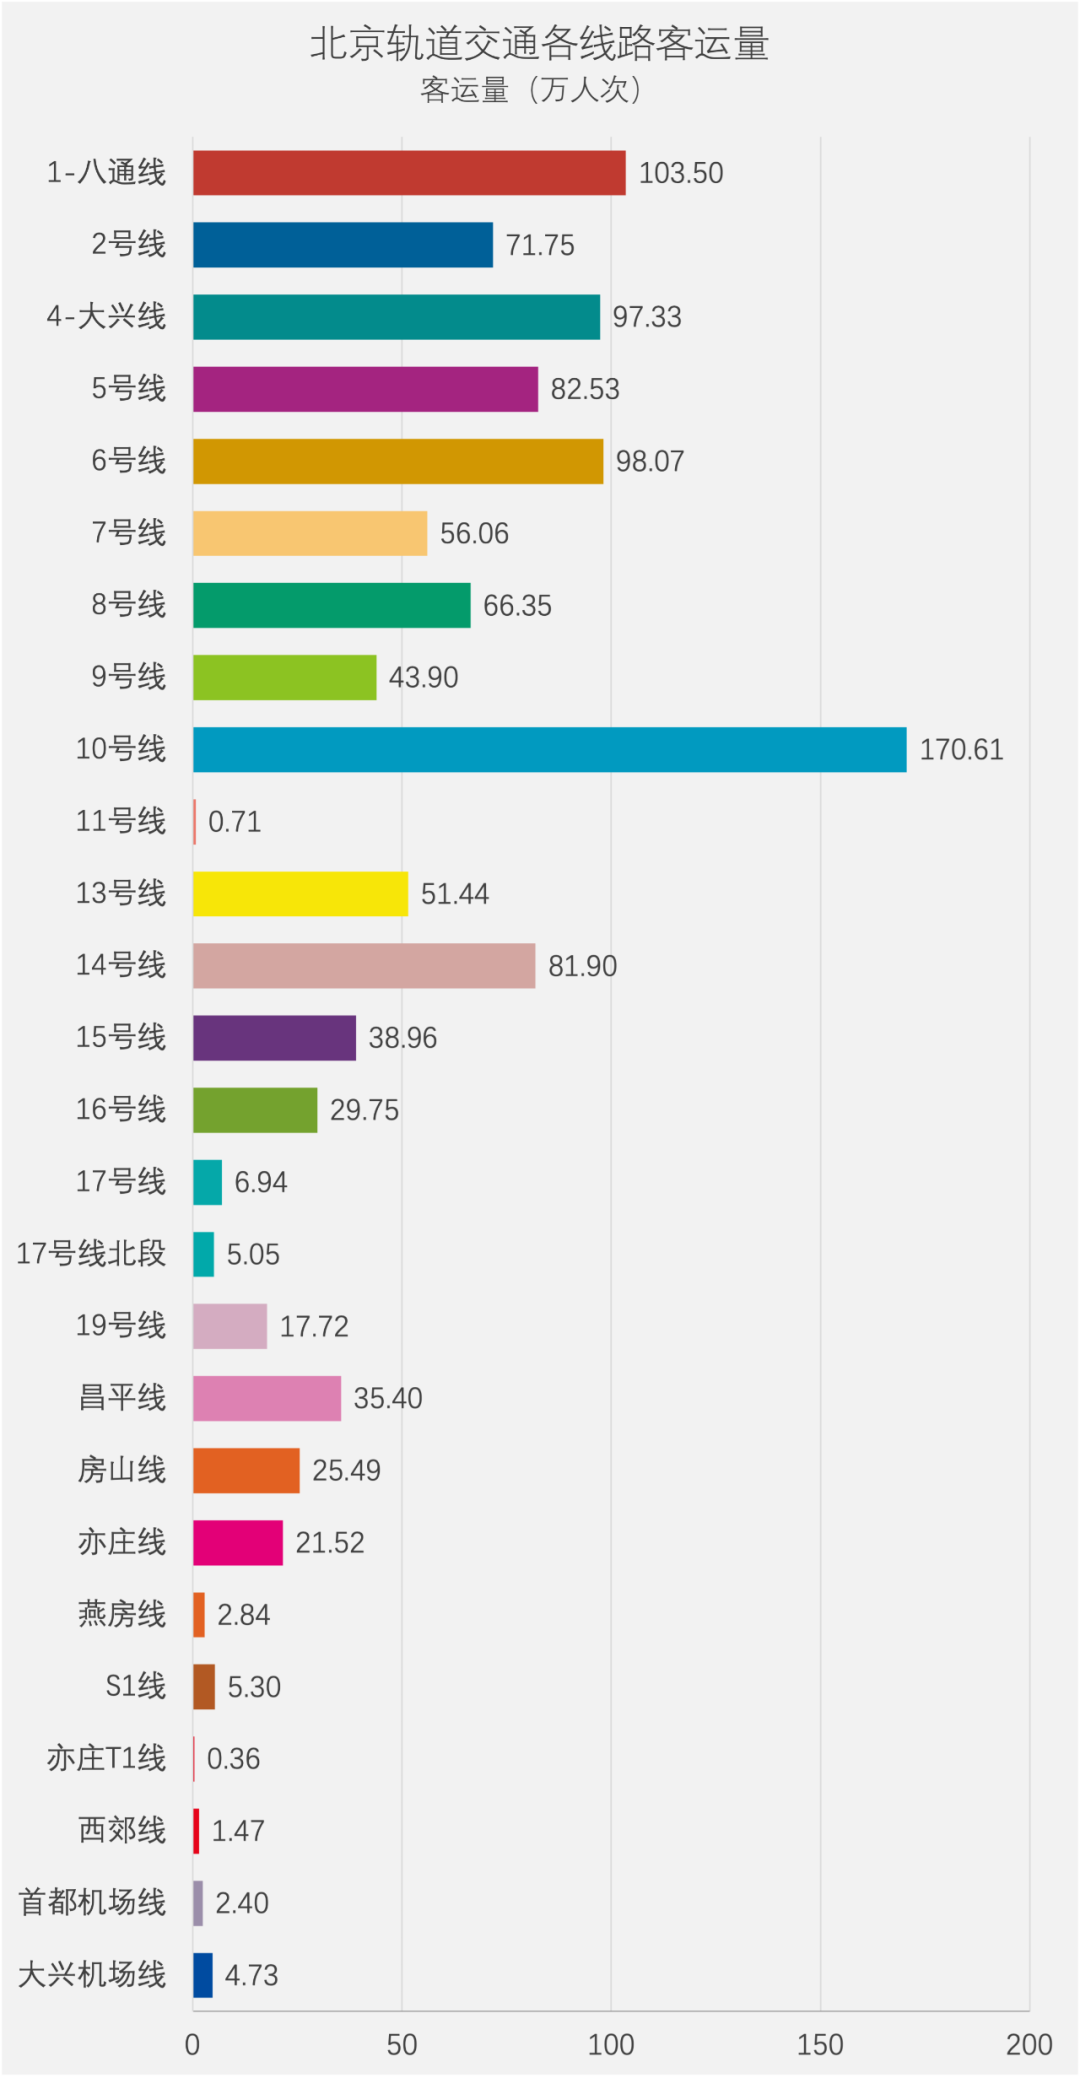 北京轨道交通各线路客运量
客运量（万人次）
1-八通线 103.50
2号线 71.75
4-大兴线 97.33
5号线 82.53
6号线 98.07
7号线 56.06
8号线 66.35
9号线 43.90
10号线 170.61
11号线 0.71
13号线 51.44
14号线 81.90
15号线 38.96
16号线 29.75
17号线 6.94
17号线北段 5.05
19号线 17.72
昌平线 35.40
房山线 25.49
亦庄线 21.52
燕房线 2.84
S1线 5.30
亦庄T1线 0.36
西郊线 1.47
首都机场线 2.40
大兴机场线 4.73
0 50 100 150 200